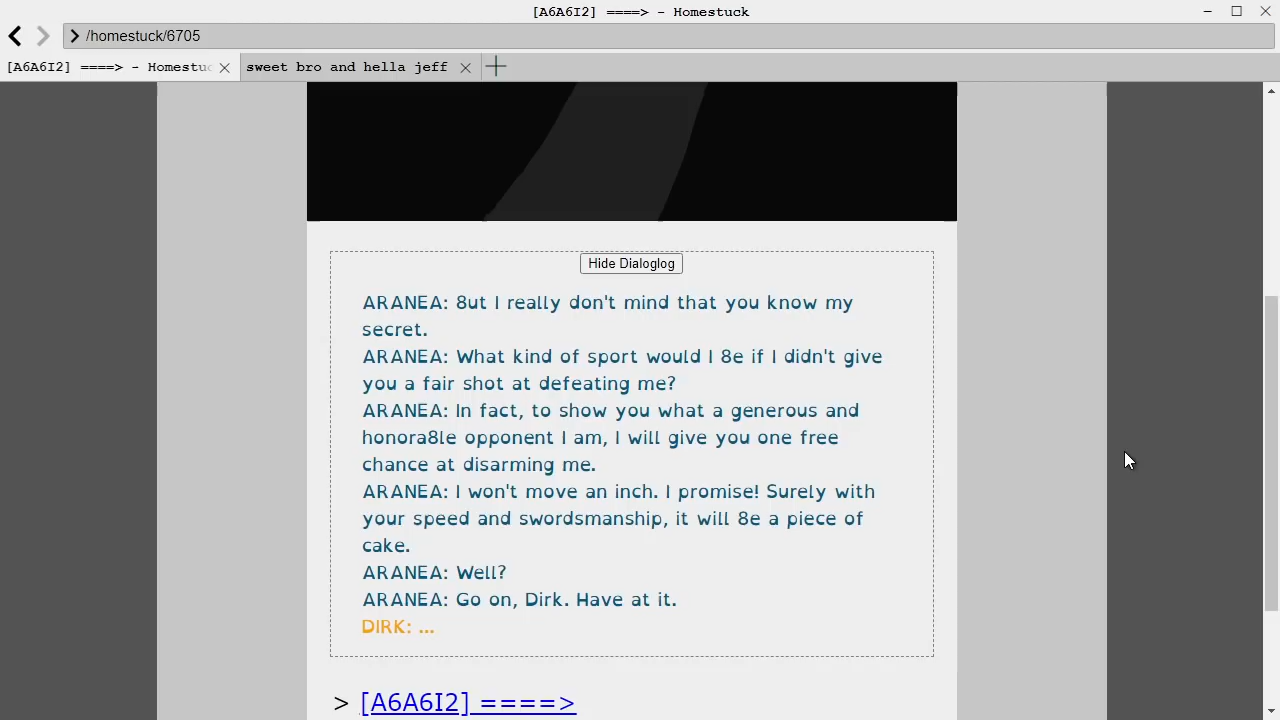 [A6A6I2] ====> - Homestuck
/homestuck/6705
[A6A6I2] ====> - Homestuc
sweet bro and hella jeff
Hide Dialoglog
ARANEA: 8ut I really don't mind that you know my
secret.
ARANEA: What kind of sport would I 8e if I didn't give
you a fair shot at defeating me?
ARANEA: In fact, to show you what a generous and
honora8le opponent I am, I will give you one free
chance at disarming me.
ARANEA: I won't move an inch. I promise! Surely with
your speed and swordsmanship, it will 8e a piece of
cake.
ARANEA: Well?
ARANEA: Go on, Dirk. Have at it.
DIRK: ...
> [A6A6I2] ====>